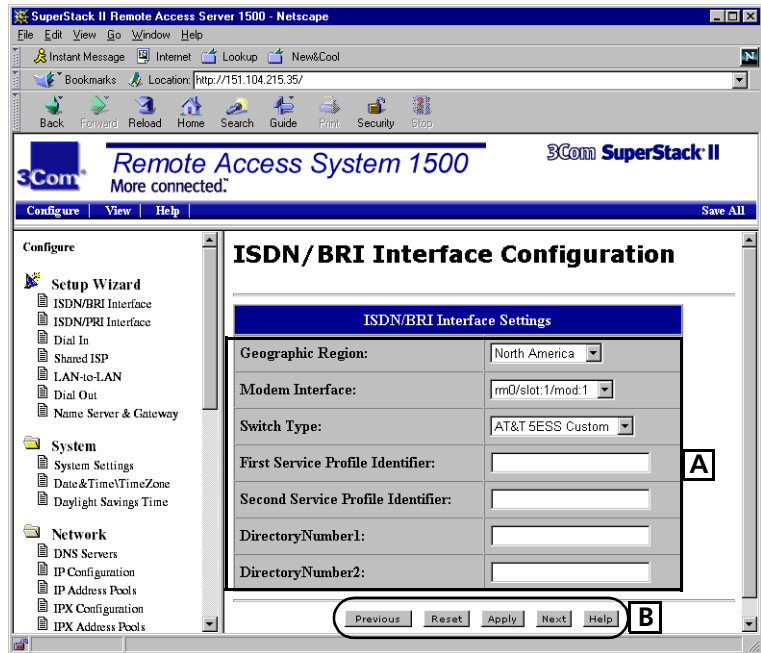 SuperStack II Remote Access Server 1500 - Netscape
File Edit View Go Window Help
Instant Message Internet Lookup New&Cool
N
Bookmarks Location: http://151.104.215.35/
Back Forward Reload Home Search Guide Print Security Stop
3Com Remote Access System 1500
More connected.™
3Com SuperStack II
Configure | View | Help | Save All
Configure
Setup Wizard
ISDN/BRI Interface
ISDN/PRI Interface
Dial In
Shared ISP
LAN-to-LAN
Dial Out
Name Server & Gateway
System
System Settings
Date&Time\TimeZone
Daylight Savings Time
Network
DNS Servers
IP Configuration
IP Address Pools
IPX Configuration
IPX Address Pools
ISDN/BRI Interface Configuration
ISDN/BRI Interface Settings
Geographic Region: North America
Modem Interface: rm0/slot:1/mod:1
Switch Type: AT&T 5ESS Custom
First Service Profile Identifier:
Second Service Profile Identifier:
DirectoryNumber1:
DirectoryNumber2:
A
Previous Reset Apply Next Help
B